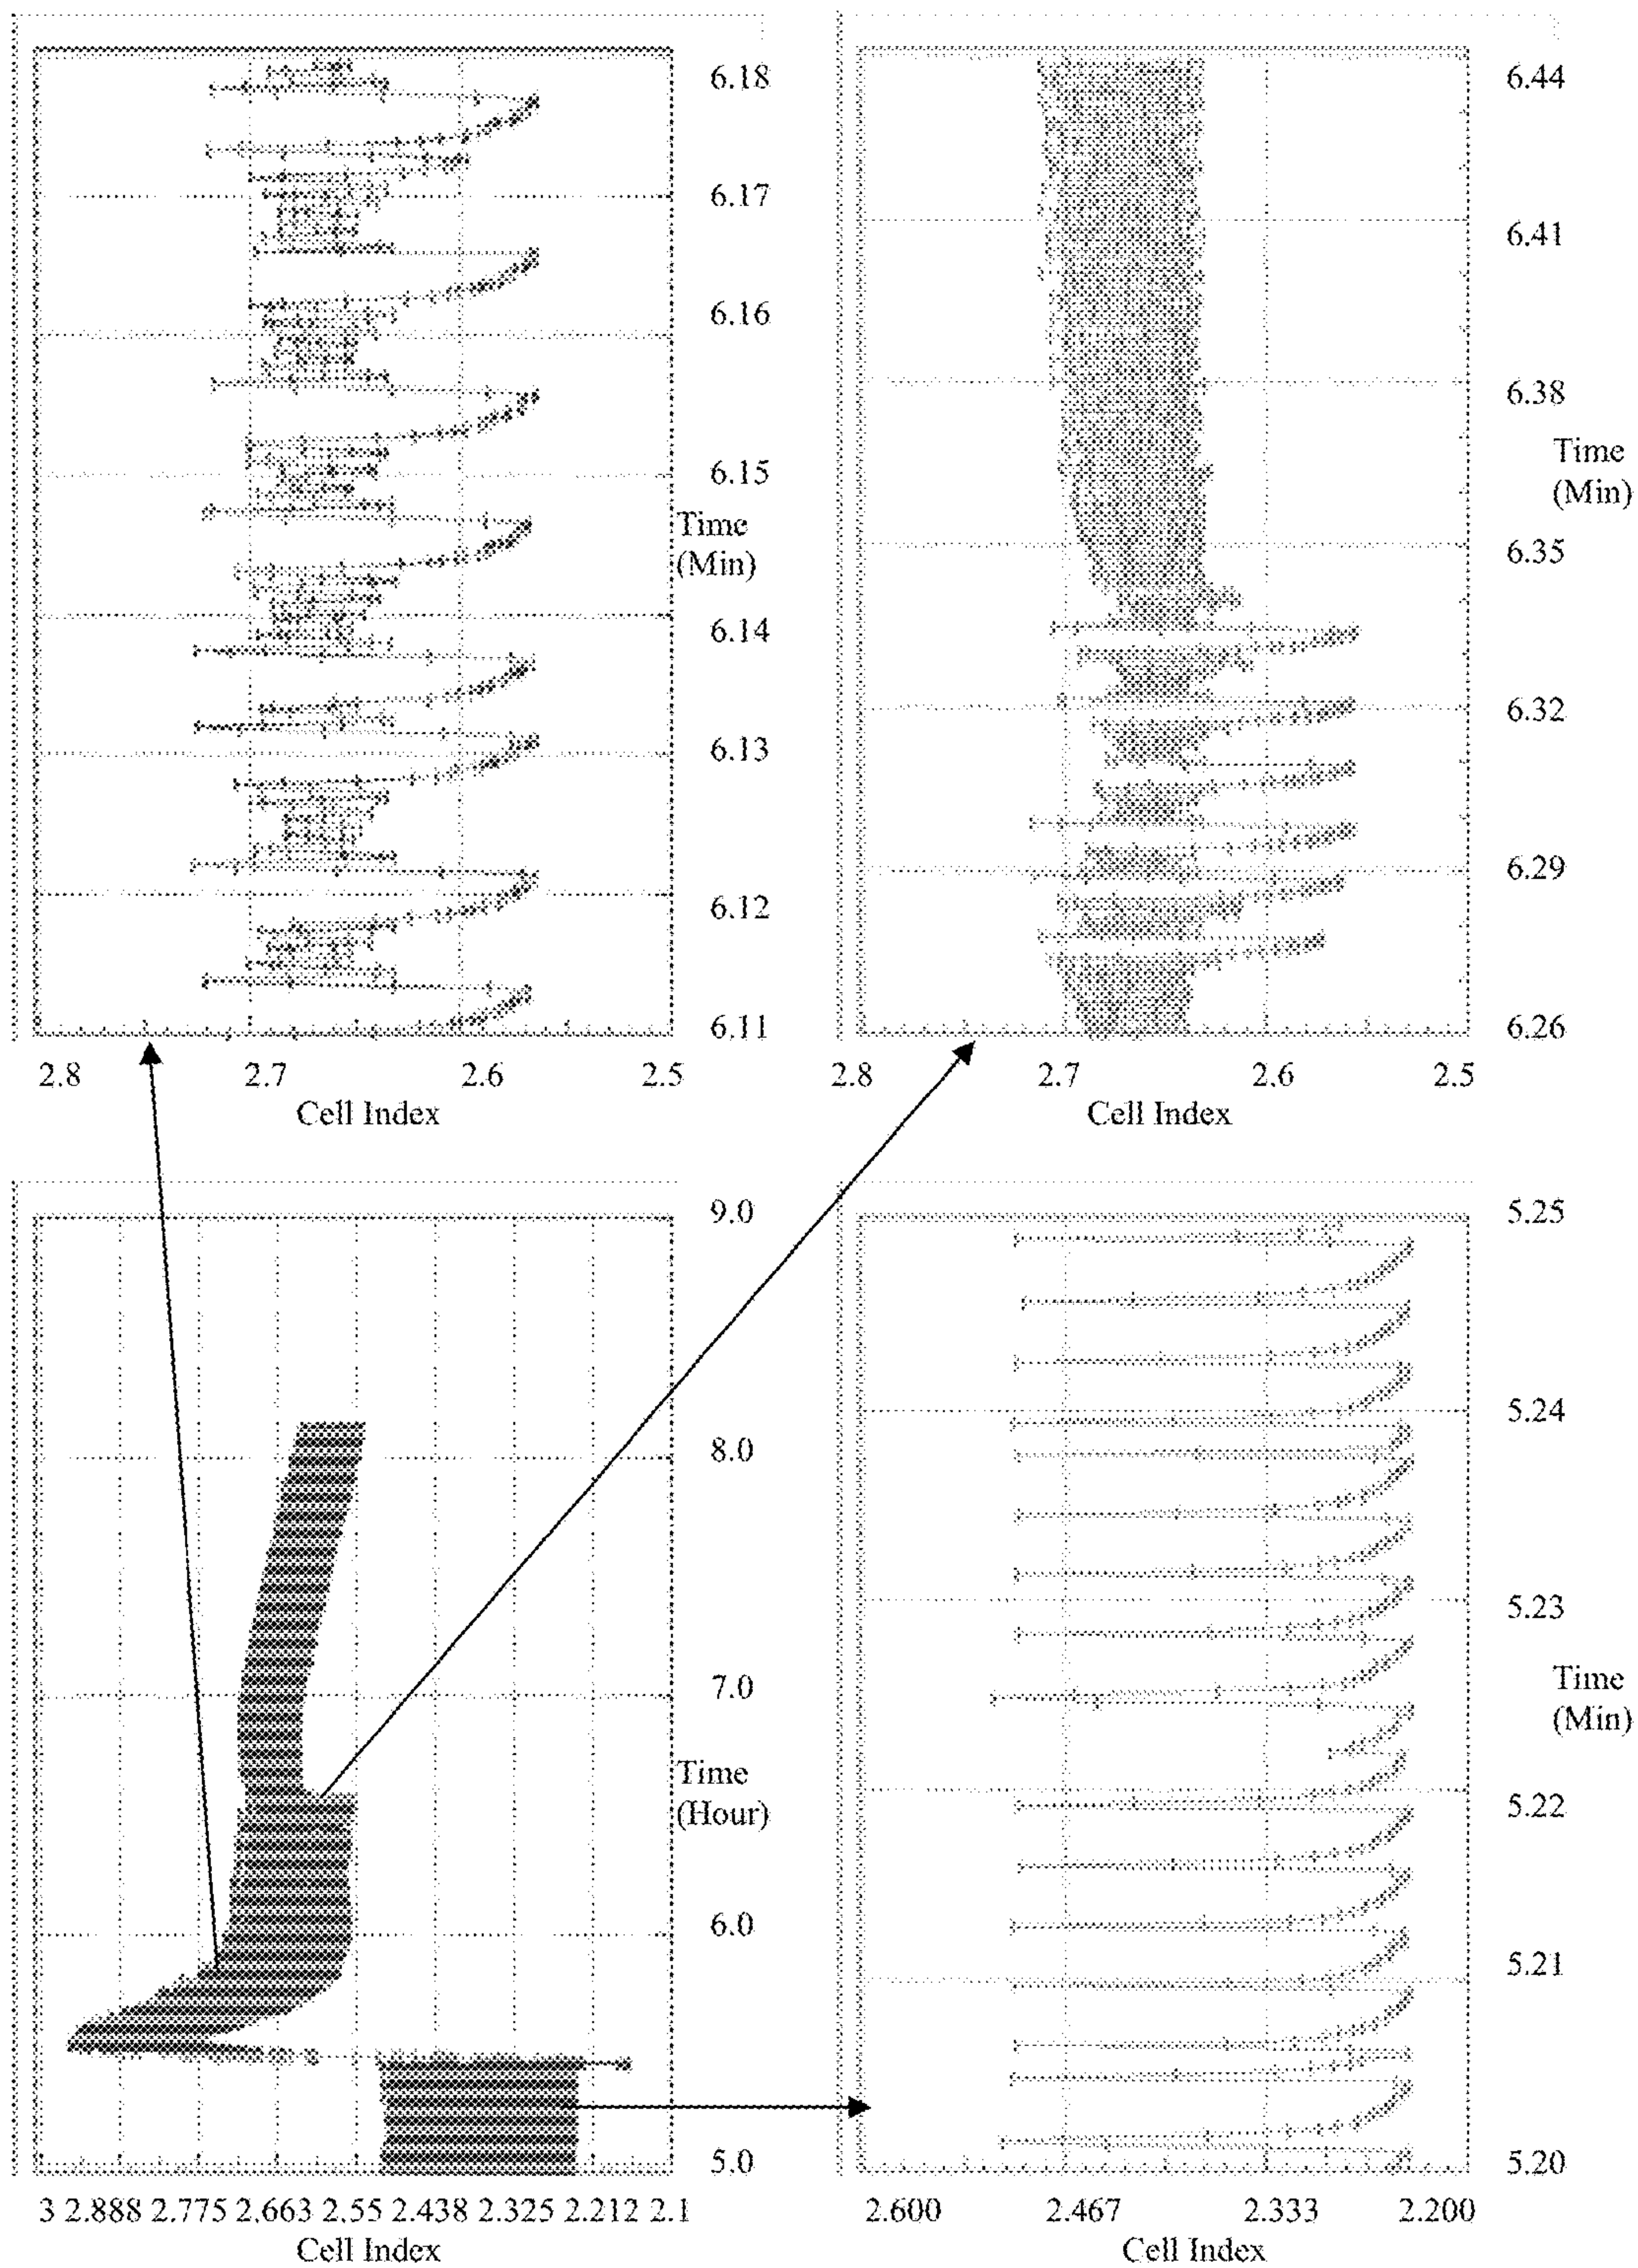 6.18
6.17
6.16
6.15
Time
(Min)
6.14
6.13
6.12
6.11
2.8 2.7 2.6 2.5
Cell Index
6.44
6.41
6.38
Time
(Min)
6.35
6.32
6.29
6.26
2.8 2.7 2.6 2.5
Cell Index
9.0
8.0
7.0
Time
(Hour)
6.0
5.0
3 2.888 2.775 2.663 2.55 2.438 2.325 2.212 2.1
Cell Index
5.25
5.24
5.23
Time
(Min)
5.22
5.21
5.20
2.600 2.467 2.333 2.200
Cell Index